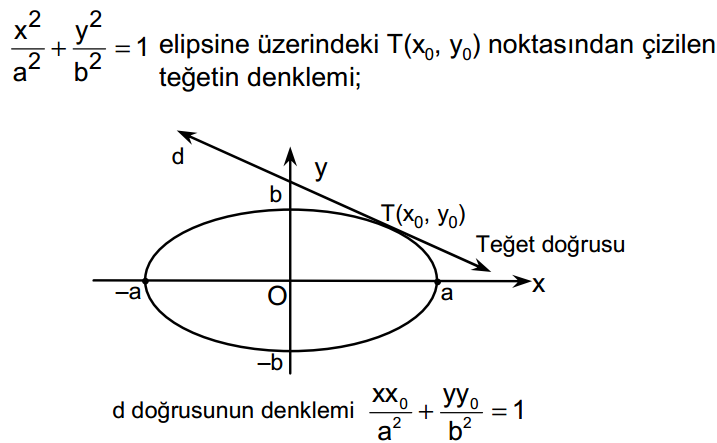 x²/a² + y²/b² = 1 elipsine üzerindeki T(x₀, y₀) noktasından çizilen
teğetin denklemi;
d
y
b
T(x₀, y₀)
Teğet doğrusu
–a
O
a
x
–b
d doğrusunun denklemi xx₀/a² + yy₀/b² = 1